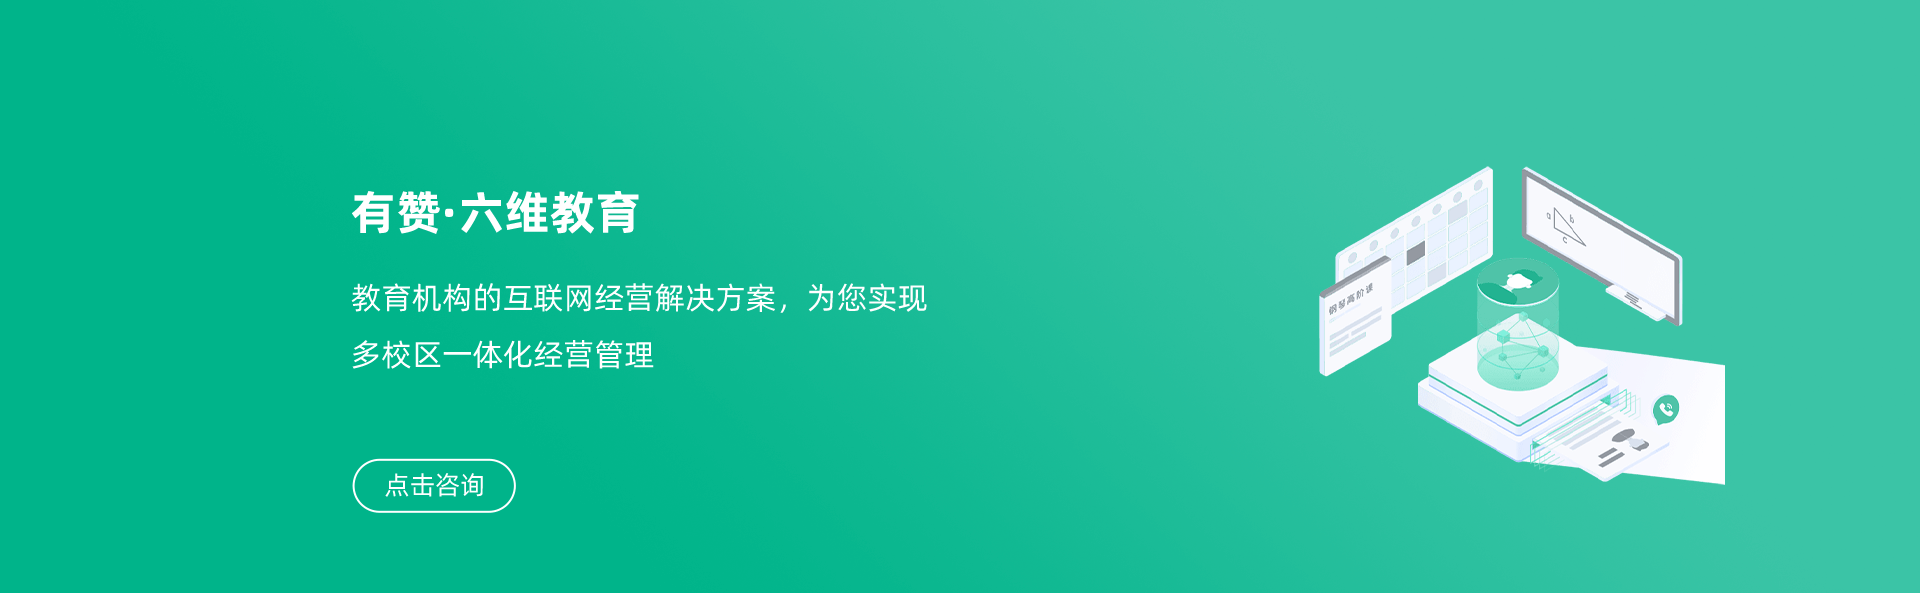 有赞·六维教育
教育机构的互联网经营解决方案，为您实现
多校区一体化经营管理
点击咨询
钢琴高阶课
a
b
c